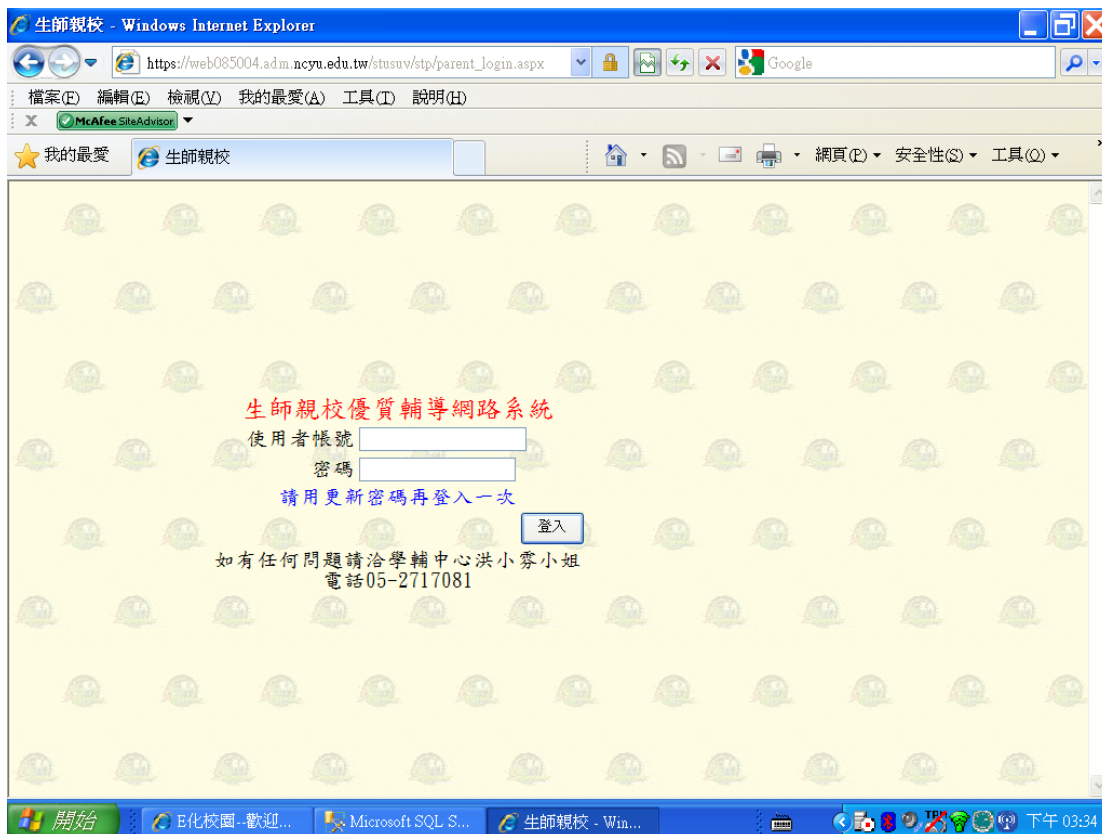 生師親校 - Windows Internet Explorer
https://web085004.adm.ncyu.edu.tw/stusuv/stp/parent_login.aspx
Google
檔案(F) 編輯(E) 檢視(V) 我的最愛(A) 工具(T) 說明(H)
X McAfee SiteAdvisor
我的最愛 生師親校 網頁(P) 安全性(S) 工具(O)
生師親校優質輔導網路系統
使用者帳號
密碼
請用更新密碼再登入一次
登入
如有任何問題請洽學輔中心洪小雰小姐
電話05-2717081
開始 E化校園--歡迎... Microsoft SQL S... 生師親校 - Win... 下午 03:34